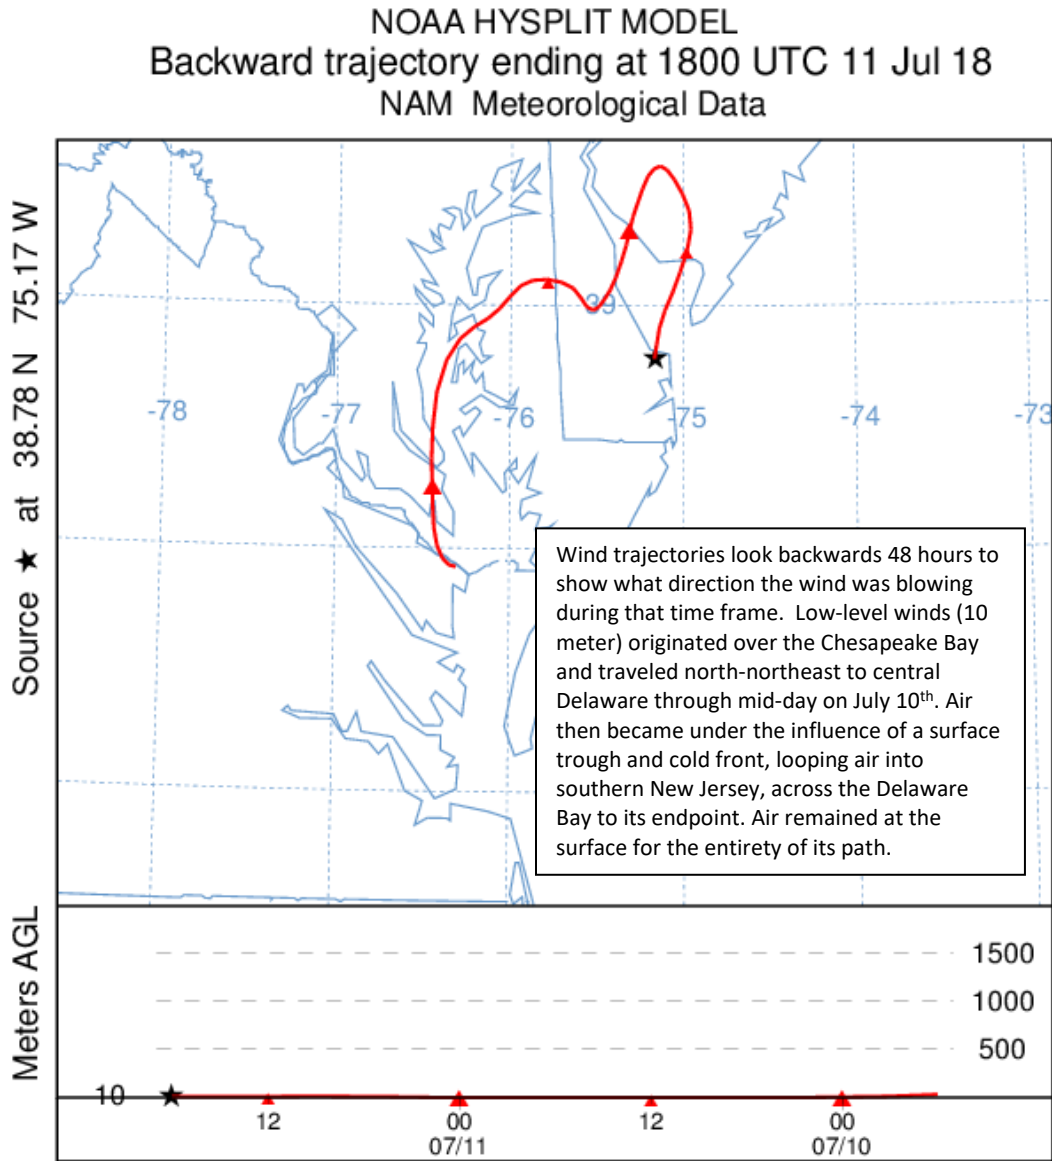 NOAA HYSPLIT MODEL
Backward trajectory ending at 1800 UTC 11 Jul 18
NAM Meteorological Data
Source ★ at 38.78 N 75.17 W
39
-78
-77
-76
-75
-74
-73
Wind trajectories look backwards 48 hours to
show what direction the wind was blowing
during that time frame. Low-level winds (10
meter) originated over the Chesapeake Bay
and traveled north-northeast to central
Delaware through mid-day on July 10th. Air
then became under the influence of a surface
trough and cold front, looping air into
southern New Jersey, across the Delaware
Bay to its endpoint. Air remained at the
surface for the entirety of its path.
Meters AGL
1500
1000
500
10
12
00
12
00
07/11
07/10